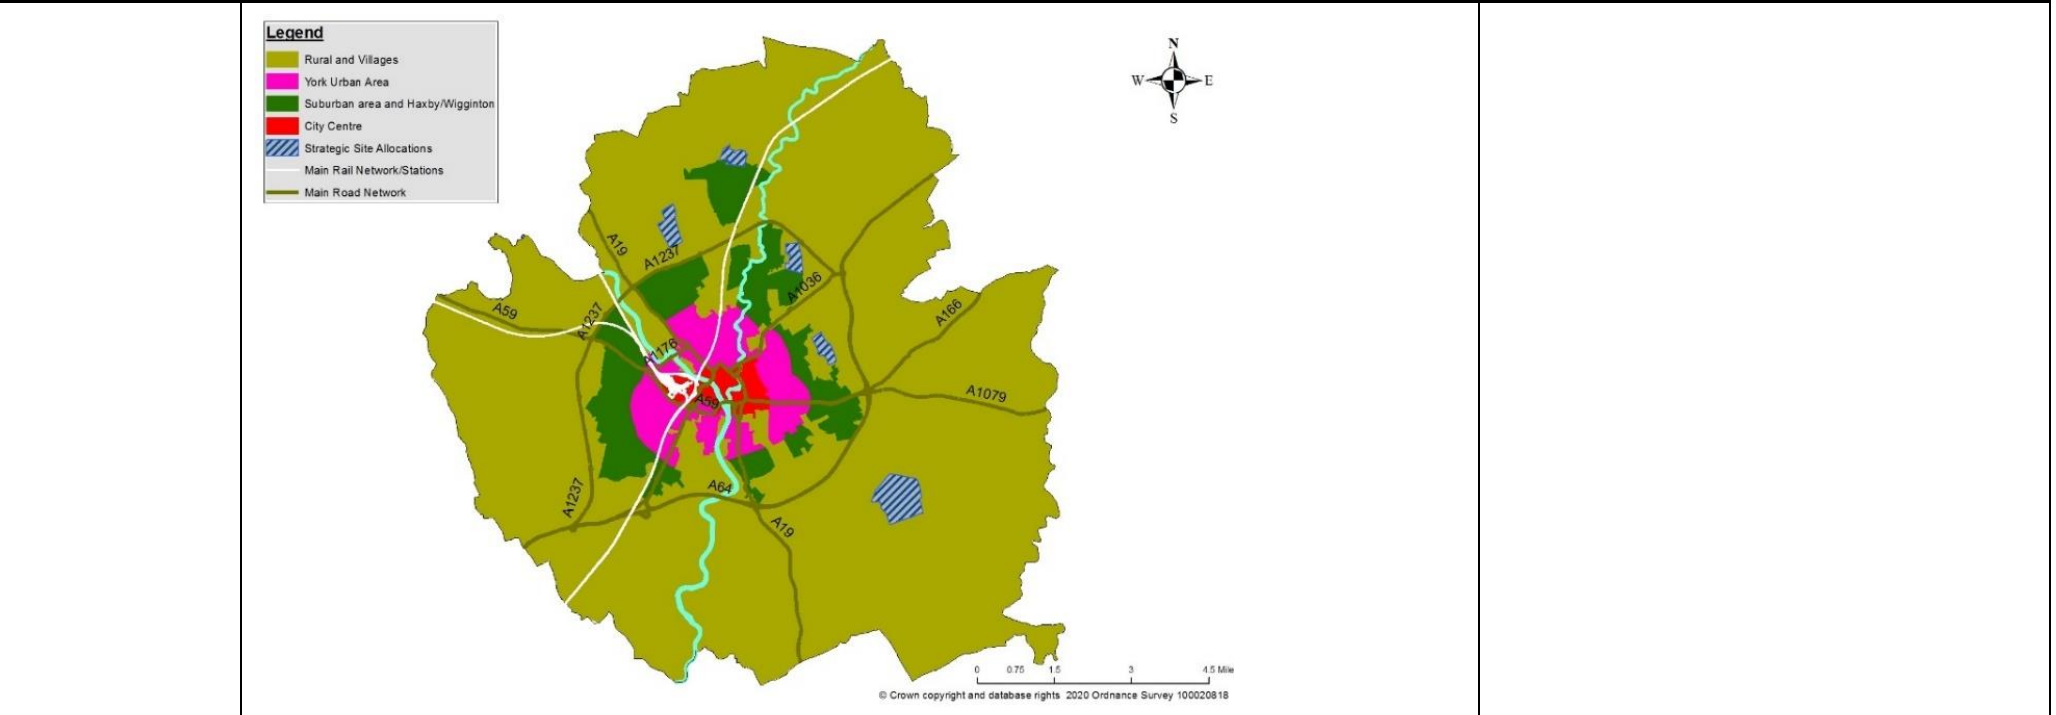 Legend
Rural and Villages
York Urban Area
Suburban area and Haxby/Wigginton
City Centre
Strategic Site Allocations
Main Rail Network/Stations
Main Road Network
N
W
E
S
A19
A1237
A1036
A59
A1237
A166
A1176
A1079
A59
A1237
A64
A19
0 0.75 1.5 3 4.5 Mile
© Crown copyright and database rights 2020 Ordnance Survey 100020818